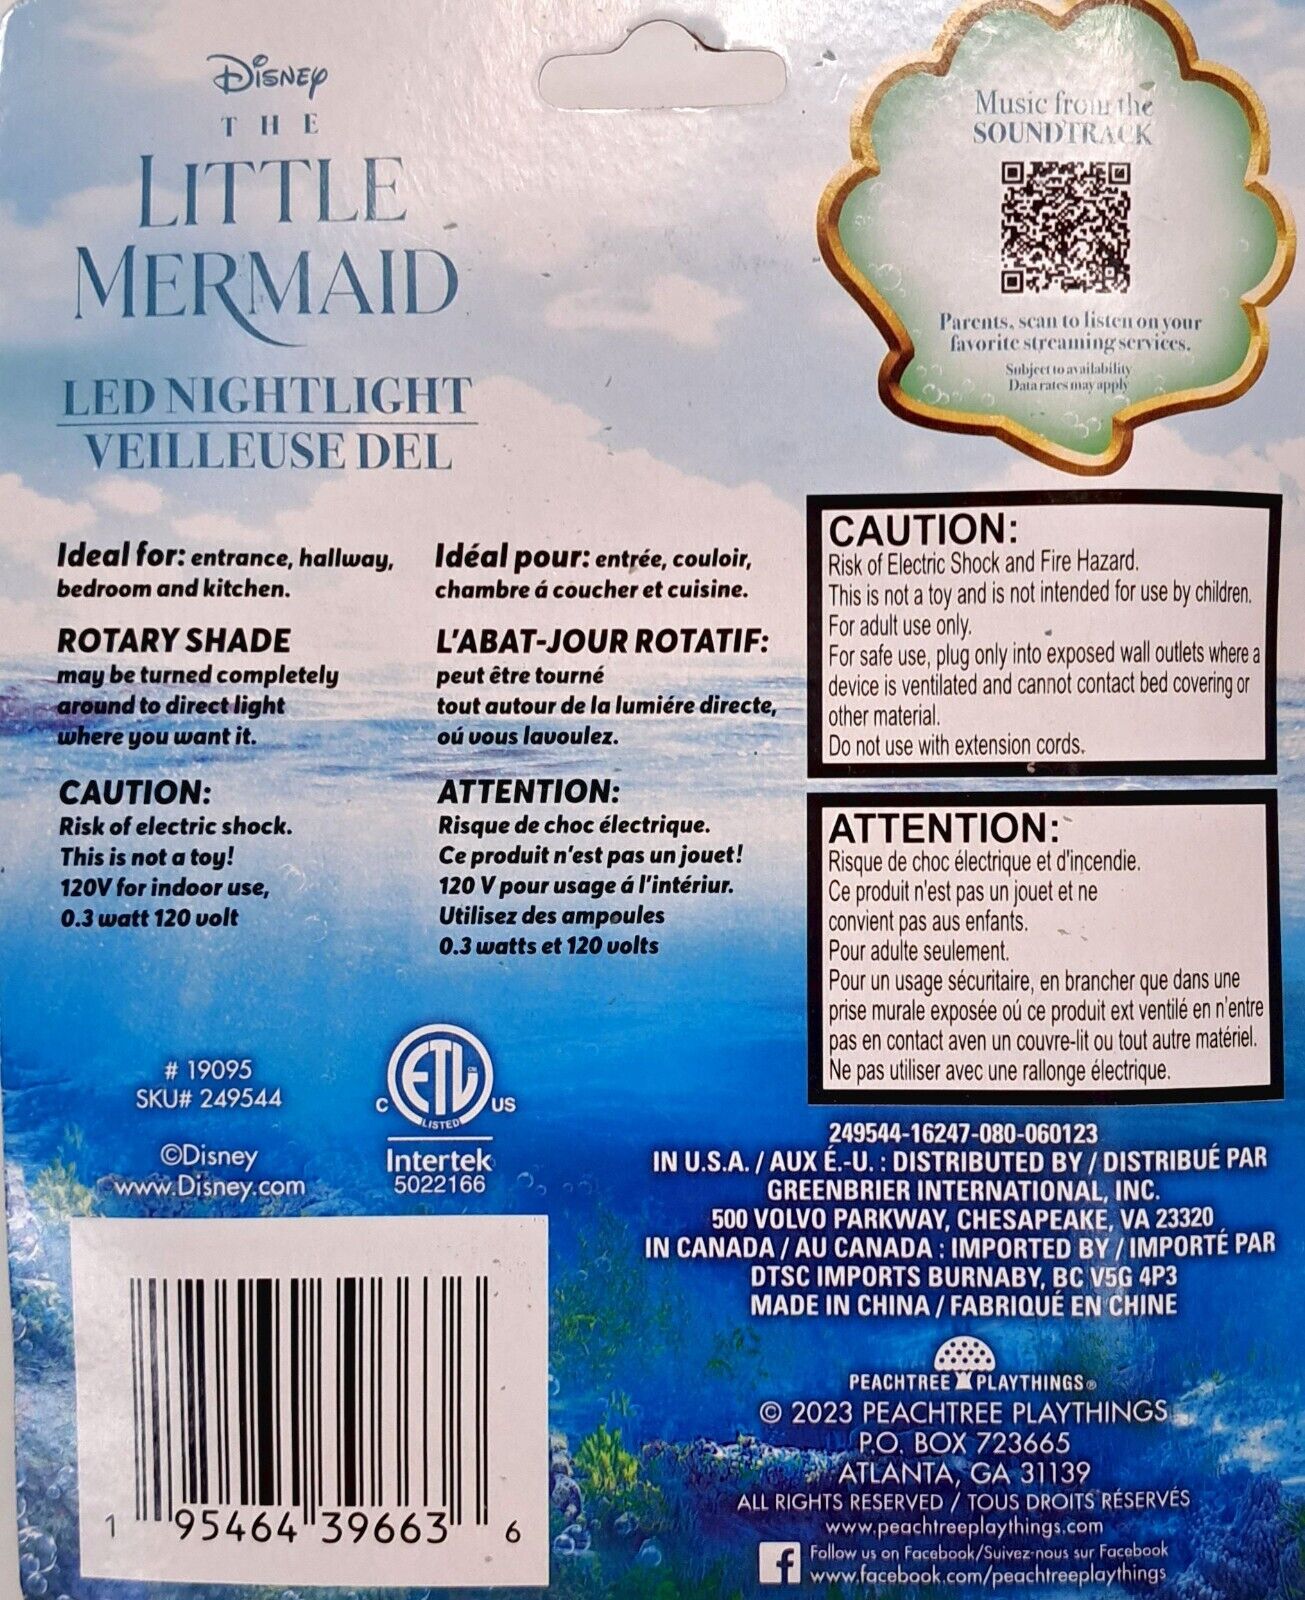 Disney
THE
LITTLE
MERMAID
LED NIGHTLIGHT
VEILLEUSE DEL
Music from the
SOUNDTRACK
Parents, scan to listen on your
favorite streaming services.
Subject to availability
Data rates may apply
Ideal for: entrance, hallway,
bedroom and kitchen.
ROTARY SHADE
may be turned completely
around to direct light
where you want it.
CAUTION:
Risk of electric shock.
This is not a toy!
120V for indoor use,
0.3 watt 120 volt
Idéal pour: entrée, couloir,
chambre á coucher et cuisine.
L'ABAT-JOUR ROTATIF:
peut être tourné
tout autour de la lumiére directe,
oú vous lavoulez.
ATTENTION:
Risque de choc électrique.
Ce produit n'est pas un jouet!
120 V pour usage á l'intériur.
Utilisez des ampoules
0.3 watts et 120 volts
CAUTION:
Risk of Electric Shock and Fire Hazard.
This is not a toy and is not intended for use by children.
For adult use only.
For safe use, plug only into exposed wall outlets where a
device is ventilated and cannot contact bed covering or
other material.
Do not use with extension cords.
ATTENTION:
Risque de choc électrique et d'incendie.
Ce produit n'est pas un jouet et ne
convient pas aus enfants.
Pour adulte seulement.
Pour un usage sécuritaire, en brancher que dans une
prise murale exposée oú ce produit ext ventilé en n'entre
pas en contact aven un couvre-lit ou tout autre matériel.
Ne pas utiliser avec une rallonge électrique.
# 19095
SKU# 249544
©Disney
www.Disney.com
C ETL CM US
LISTED
Intertek
5022166
249544-16247-080-060123
IN U.S.A. / AUX É.-U. : DISTRIBUTED BY / DISTRIBUÉ PAR
GREENBRIER INTERNATIONAL, INC.
500 VOLVO PARKWAY, CHESAPEAKE, VA 23320
IN CANADA / AU CANADA : IMPORTED BY / IMPORTÉ PAR
DTSC IMPORTS BURNABY, BC V5G 4P3
MADE IN CHINA / FABRIQUÉ EN CHINE
PEACHTREE PLAYTHINGS®
© 2023 PEACHTREE PLAYTHINGS
P.O. BOX 723665
ATLANTA, GA 31139
ALL RIGHTS RESERVED / TOUS DROITS RÉSERVÉS
www.peachtreeplaythings.com
f Follow us on Facebook/Suivez-nous sur Facebook
www.facebook.com/peachtreeplaythings
1 95464 39663 6